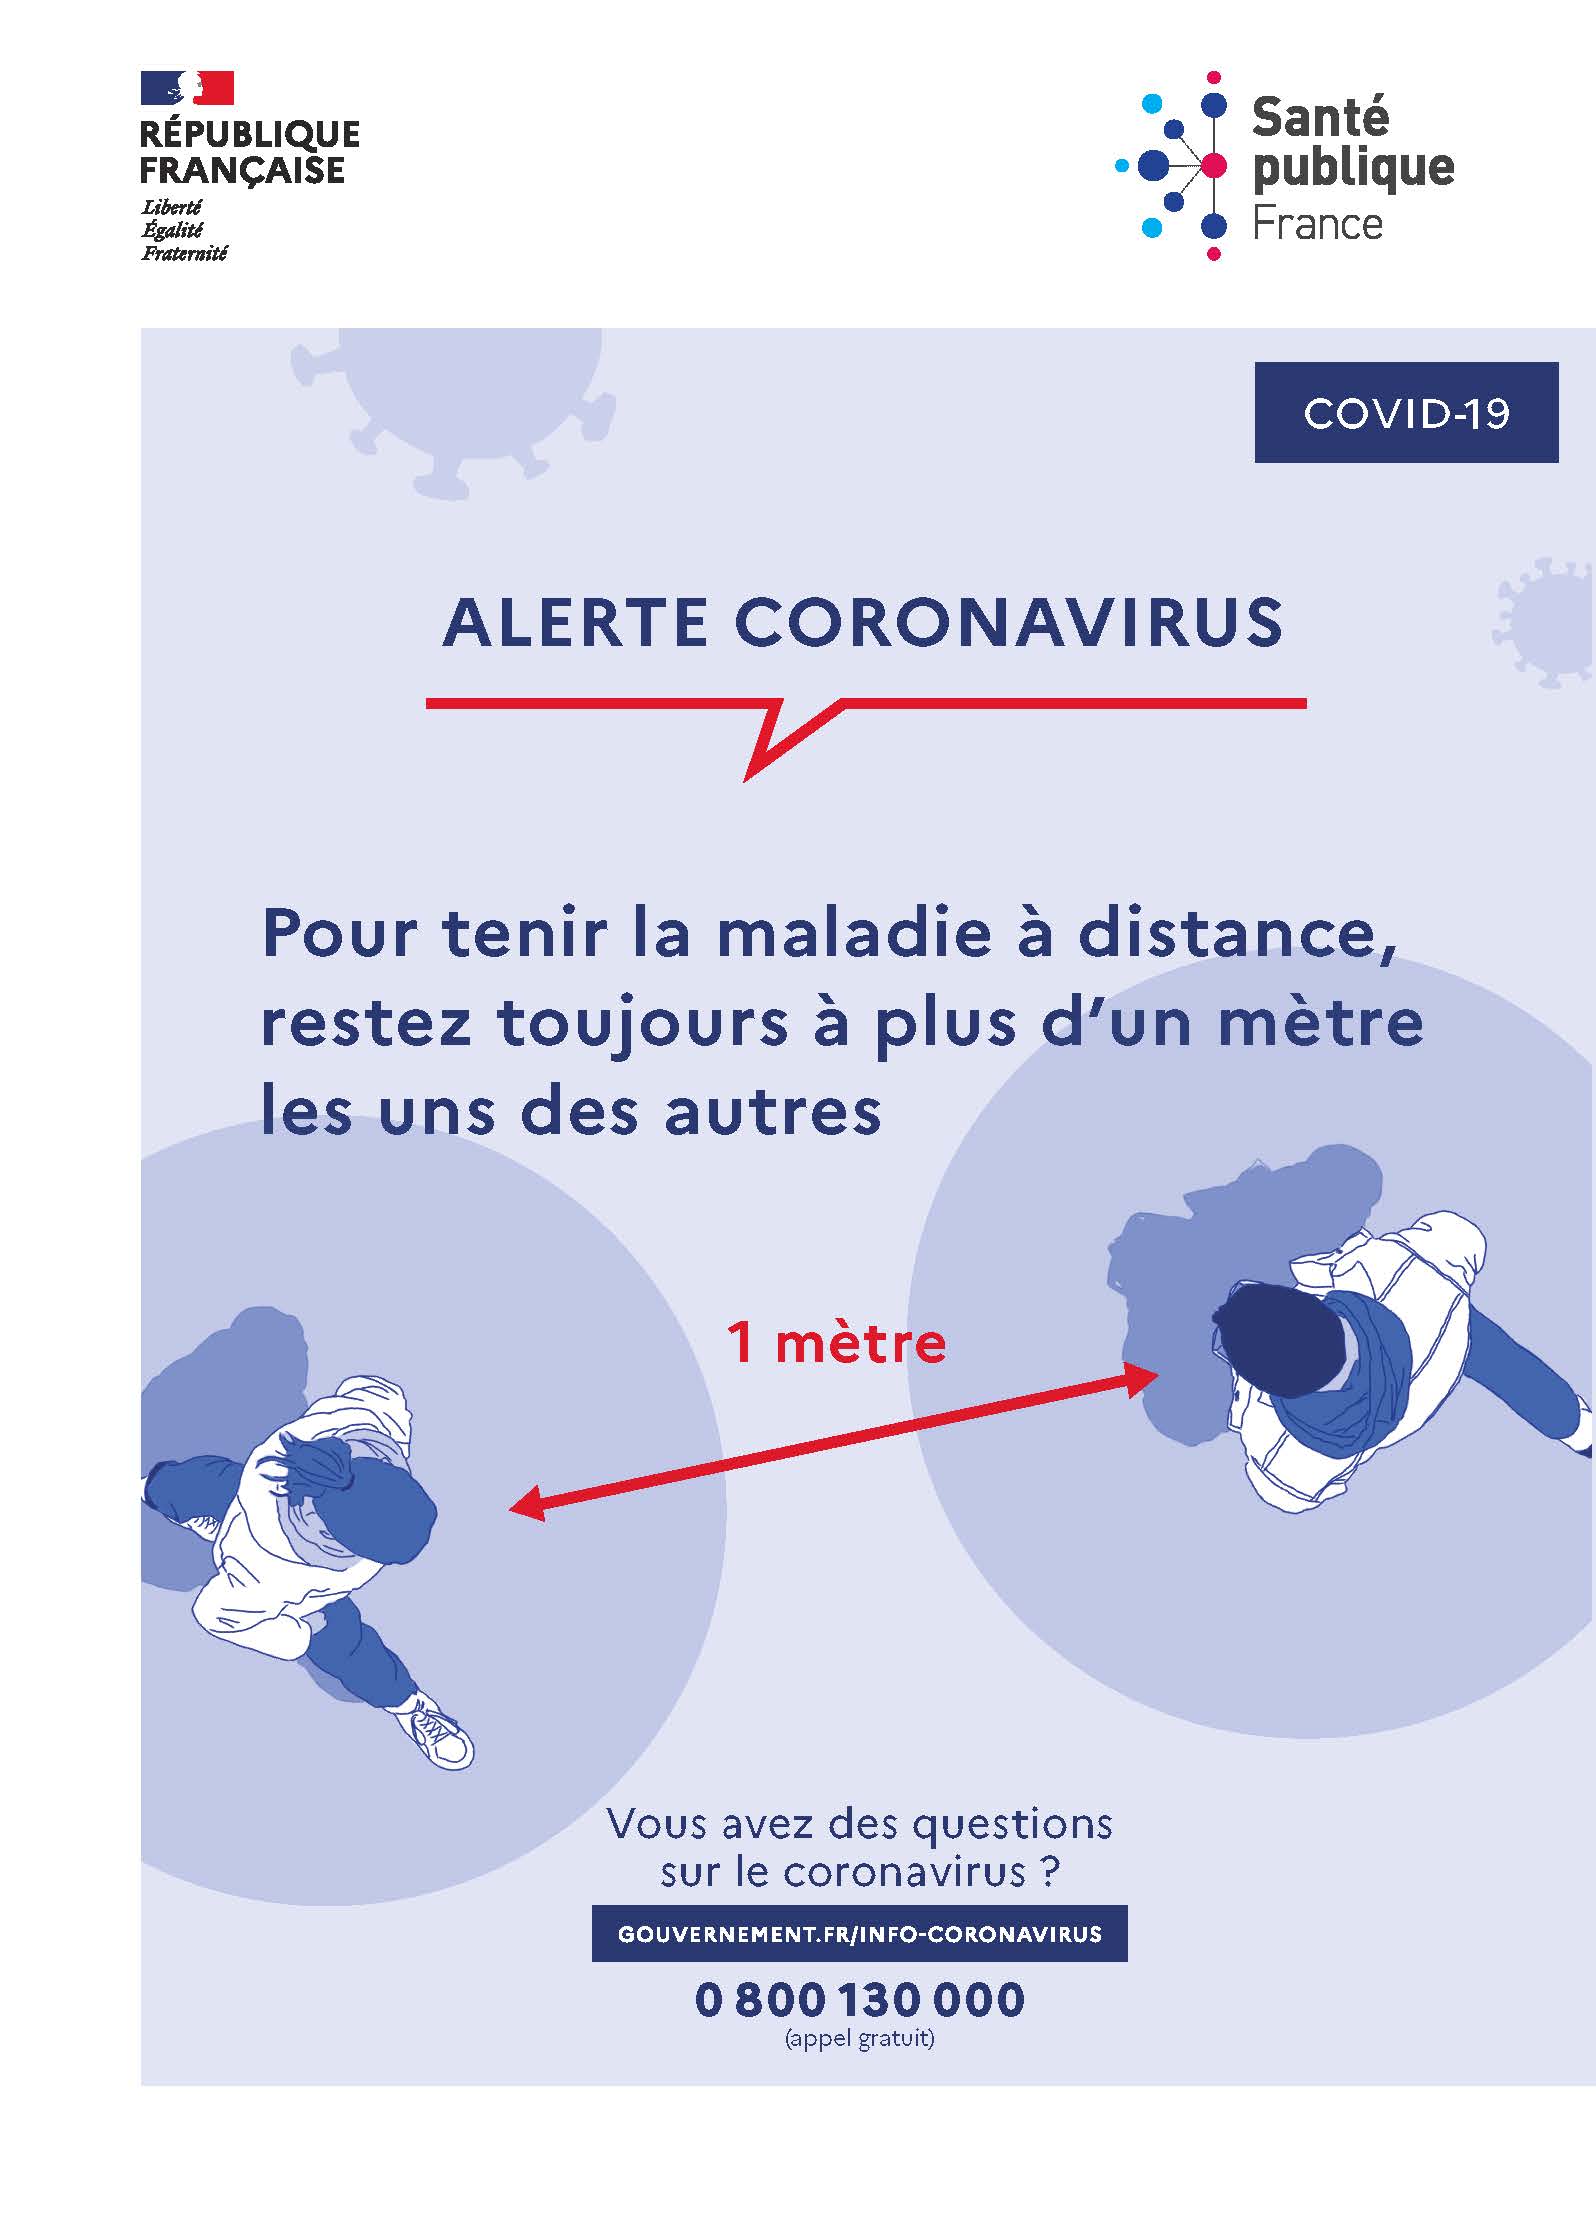 RÉPUBLIQUE
FRANÇAISE
Liberté
Égalité
Fraternité
Santé
publique
France
COVID-19
ALERTE CORONAVIRUS
Pour tenir la maladie à distance,
restez toujours à plus d’un mètre
les uns des autres
1 mètre
Vous avez des questions
sur le coronavirus ?
GOUVERNEMENT.FR/INFO-CORONAVIRUS
0 800 130 000
(appel gratuit)